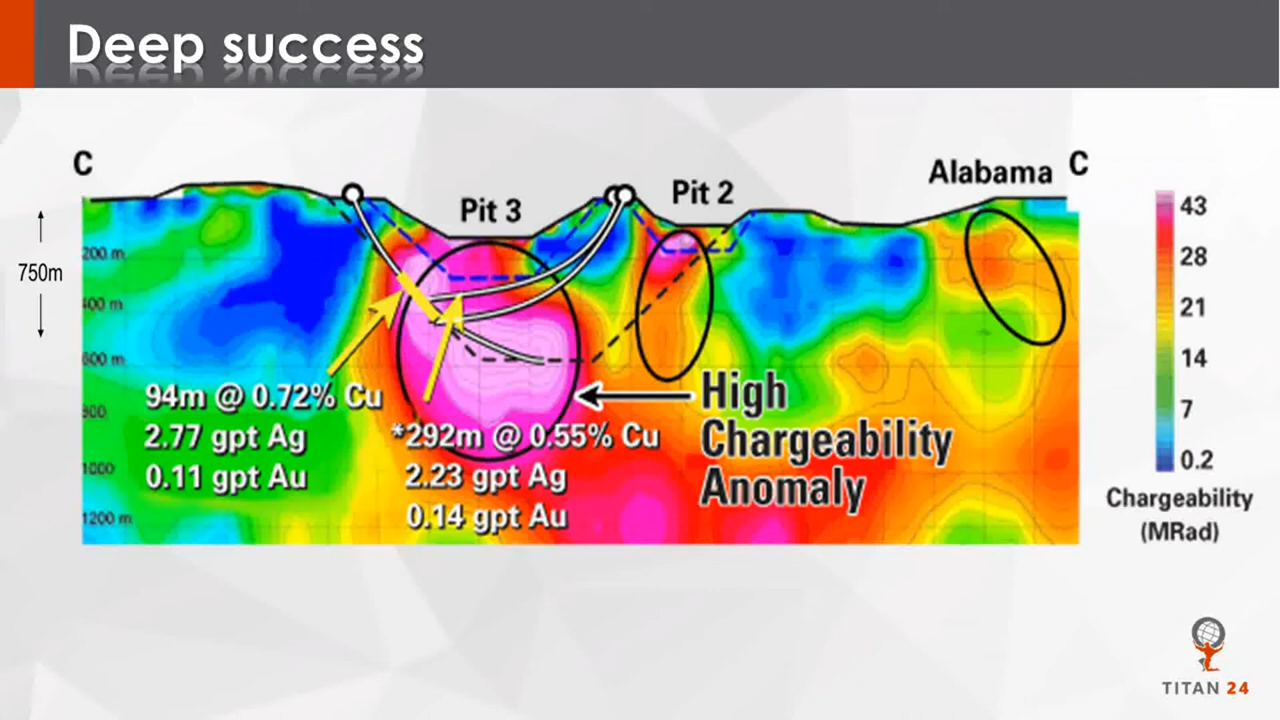 Deep success
C
Alabama
C
Pit 3
Pit 2
750m
200 m
400 m
600 m
800
1000
1200 m
94m @ 0.72% Cu
2.77 gpt Ag
0.11 gpt Au
*292m @ 0.55% Cu
2.23 gpt Ag
0.14 gpt Au
High
Chargeability
Anomaly
43
28
21
14
7
0.2
Chargeability
(MRad)
TITAN 24